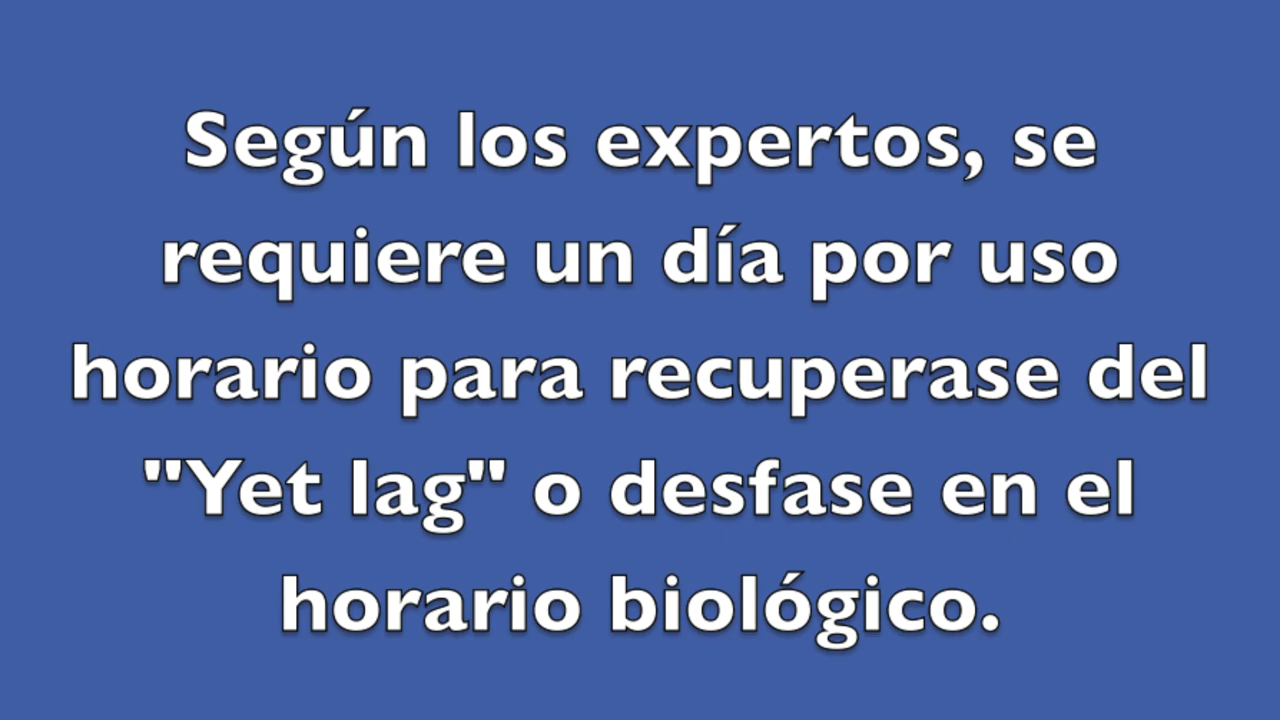 Según los expertos, se
requiere un día por uso
horario para recuperase del
"Yet lag" o desfase en el
horario biológico.